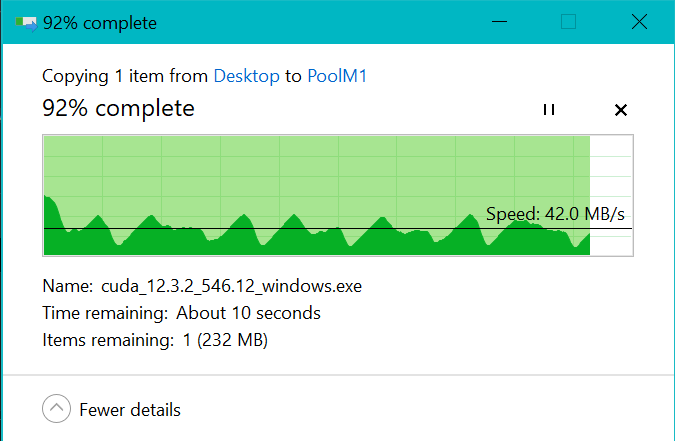 92% complete
Copying 1 item from Desktop to PoolM1
92% complete
Speed: 42.0 MB/s
Name: cuda_12.3.2_546.12_windows.exe
Time remaining: About 10 seconds
Items remaining: 1 (232 MB)
Fewer details